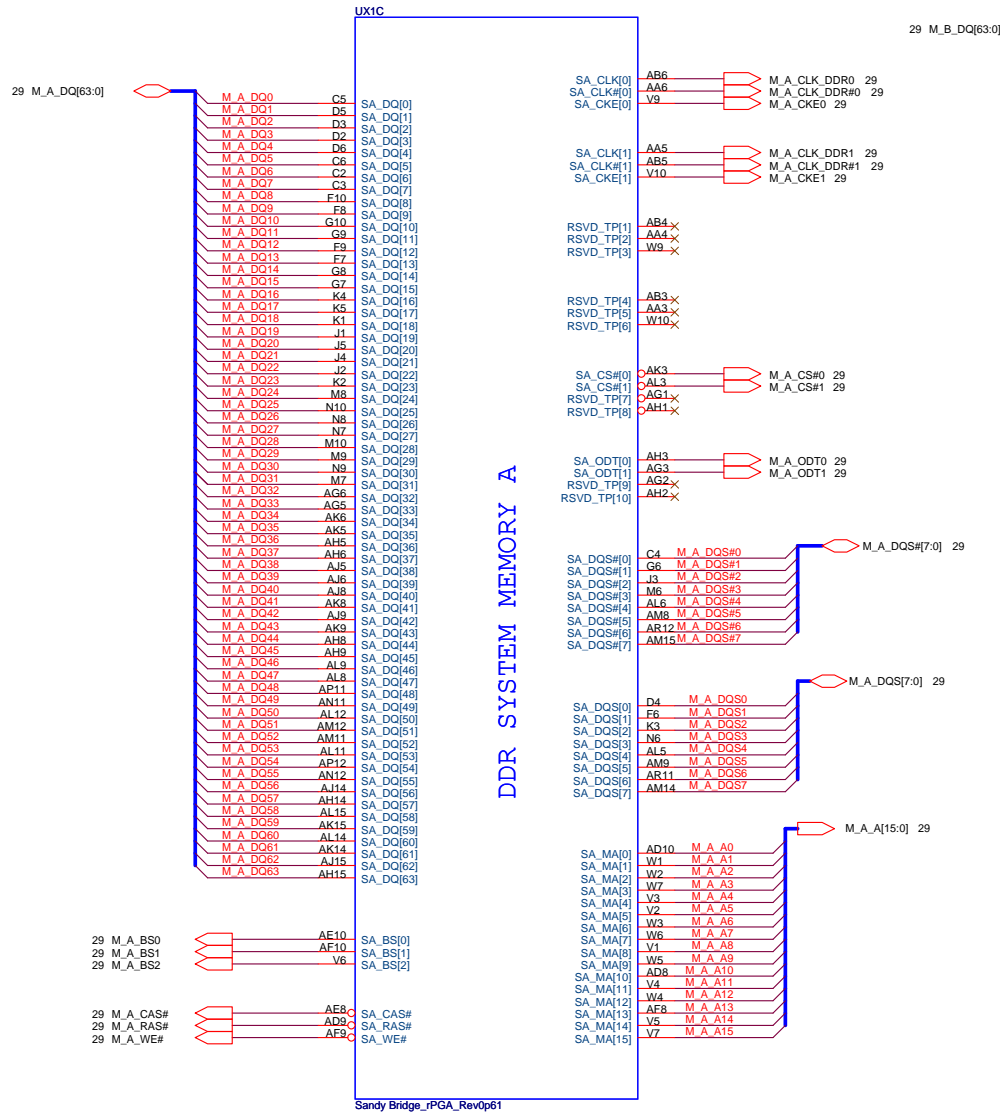 UX1C
29 M_B_DQ[63:0]
29 M_A_DQ[63:0]
M_A_DQ0 C5 SA_DQ[0]
M_A_DQ1 D5 SA_DQ[1]
M_A_DQ2 D3 SA_DQ[2]
M_A_DQ3 D2 SA_DQ[3]
M_A_DQ4 D6 SA_DQ[4]
M_A_DQ5 C6 SA_DQ[5]
M_A_DQ6 C2 SA_DQ[6]
M_A_DQ7 C3 SA_DQ[7]
M_A_DQ8 F10 SA_DQ[8]
M_A_DQ9 F8 SA_DQ[9]
M_A_DQ10 G10 SA_DQ[10]
M_A_DQ11 G9 SA_DQ[11]
M_A_DQ12 F9 SA_DQ[12]
M_A_DQ13 F7 SA_DQ[13]
M_A_DQ14 G8 SA_DQ[14]
M_A_DQ15 G7 SA_DQ[15]
M_A_DQ16 K4 SA_DQ[16]
M_A_DQ17 K5 SA_DQ[17]
M_A_DQ18 K1 SA_DQ[18]
M_A_DQ19 J1 SA_DQ[19]
M_A_DQ20 J5 SA_DQ[20]
M_A_DQ21 J4 SA_DQ[21]
M_A_DQ22 J2 SA_DQ[22]
M_A_DQ23 K2 SA_DQ[23]
M_A_DQ24 M8 SA_DQ[24]
M_A_DQ25 N10 SA_DQ[25]
M_A_DQ26 N8 SA_DQ[26]
M_A_DQ27 N7 SA_DQ[27]
M_A_DQ28 M10 SA_DQ[28]
M_A_DQ29 M9 SA_DQ[29]
M_A_DQ30 N9 SA_DQ[30]
M_A_DQ31 M7 SA_DQ[31]
M_A_DQ32 AG6 SA_DQ[32]
M_A_DQ33 AG5 SA_DQ[33]
M_A_DQ34 AK6 SA_DQ[34]
M_A_DQ35 AK5 SA_DQ[35]
M_A_DQ36 AH5 SA_DQ[36]
M_A_DQ37 AH6 SA_DQ[37]
M_A_DQ38 AJ5 SA_DQ[38]
M_A_DQ39 AJ6 SA_DQ[39]
M_A_DQ40 AJ8 SA_DQ[40]
M_A_DQ41 AK8 SA_DQ[41]
M_A_DQ42 AJ9 SA_DQ[42]
M_A_DQ43 AK9 SA_DQ[43]
M_A_DQ44 AH8 SA_DQ[44]
M_A_DQ45 AH9 SA_DQ[45]
M_A_DQ46 AL9 SA_DQ[46]
M_A_DQ47 AL8 SA_DQ[47]
M_A_DQ48 AP11 SA_DQ[48]
M_A_DQ49 AN11 SA_DQ[49]
M_A_DQ50 AL12 SA_DQ[50]
M_A_DQ51 AM12 SA_DQ[51]
M_A_DQ52 AM11 SA_DQ[52]
M_A_DQ53 AL11 SA_DQ[53]
M_A_DQ54 AP12 SA_DQ[54]
M_A_DQ55 AN12 SA_DQ[55]
M_A_DQ56 AJ14 SA_DQ[56]
M_A_DQ57 AH14 SA_DQ[57]
M_A_DQ58 AL15 SA_DQ[58]
M_A_DQ59 AK15 SA_DQ[59]
M_A_DQ60 AL14 SA_DQ[60]
M_A_DQ61 AK14 SA_DQ[61]
M_A_DQ62 AJ15 SA_DQ[62]
M_A_DQ63 AH15 SA_DQ[63]
29 M_A_BS0 AE10 SA_BS[0]
29 M_A_BS1 AF10 SA_BS[1]
29 M_A_BS2 V6 SA_BS[2]
29 M_A_CAS# AE8 SA_CAS#
29 M_A_RAS# AD9 SA_RAS#
29 M_A_WE# AF9 SA_WE#
DDR SYSTEM MEMORY A
SA_CLK[0] AB6 M_A_CLK_DDR0 29
SA_CLK#[0] AA6 M_A_CLK_DDR#0 29
SA_CKE[0] V9 M_A_CKE0 29
SA_CLK[1] AA5 M_A_CLK_DDR1 29
SA_CLK#[1] AB5 M_A_CLK_DDR#1 29
SA_CKE[1] V10 M_A_CKE1 29
RSVD_TP[1] AB4
RSVD_TP[2] AA4
RSVD_TP[3] W9
RSVD_TP[4] AB3
RSVD_TP[5] AA3
RSVD_TP[6] W10
SA_CS#[0] AK3 M_A_CS#0 29
SA_CS#[1] AL3 M_A_CS#1 29
RSVD_TP[7] AG1
RSVD_TP[8] AH1
SA_ODT[0] AH3 M_A_ODT0 29
SA_ODT[1] AG3 M_A_ODT1 29
RSVD_TP[9] AG2
RSVD_TP[10] AH2
M_A_DQS#[7:0] 29
SA_DQS#[0] C4 M_A_DQS#0
SA_DQS#[1] G6 M_A_DQS#1
SA_DQS#[2] J3 M_A_DQS#2
SA_DQS#[3] M6 M_A_DQS#3
SA_DQS#[4] AL6 M_A_DQS#4
SA_DQS#[5] AM8 M_A_DQS#5
SA_DQS#[6] AR12 M_A_DQS#6
SA_DQS#[7] AM15 M_A_DQS#7
M_A_DQS[7:0] 29
SA_DQS[0] D4 M_A_DQS0
SA_DQS[1] F6 M_A_DQS1
SA_DQS[2] K3 M_A_DQS2
SA_DQS[3] N6 M_A_DQS3
SA_DQS[4] AL5 M_A_DQS4
SA_DQS[5] AM9 M_A_DQS5
SA_DQS[6] AR11 M_A_DQS6
SA_DQS[7] AM14 M_A_DQS7
M_A_A[15:0] 29
SA_MA[0] AD10 M_A_A0
SA_MA[1] W1 M_A_A1
SA_MA[2] W2 M_A_A2
SA_MA[3] W7 M_A_A3
SA_MA[4] V3 M_A_A4
SA_MA[5] V2 M_A_A5
SA_MA[6] W3 M_A_A6
SA_MA[7] W6 M_A_A7
SA_MA[8] V1 M_A_A8
SA_MA[9] W5 M_A_A9
SA_MA[10] AD8 M_A_A10
SA_MA[11] V4 M_A_A11
SA_MA[12] W4 M_A_A12
SA_MA[13] AF8 M_A_A13
SA_MA[14] V5 M_A_A14
SA_MA[15] V7 M_A_A15
Sandy Bridge_rPGA_Rev0p61